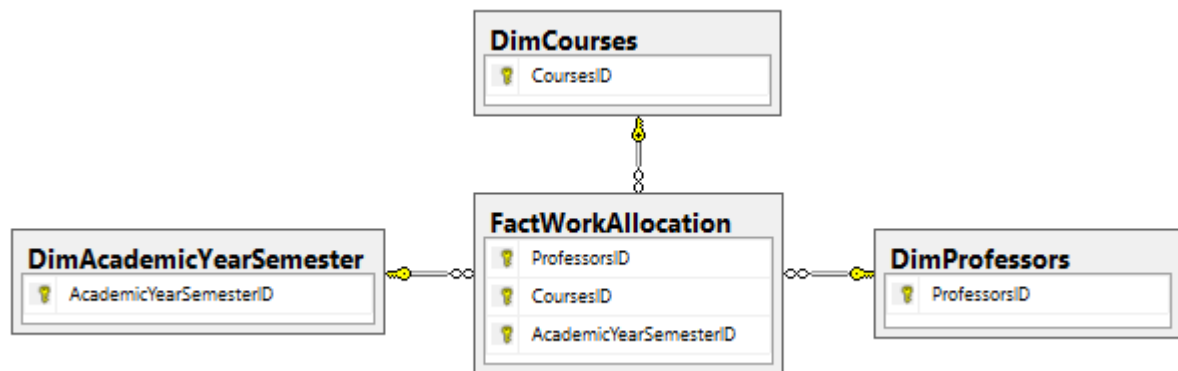 DimCourses
CoursesID
FactWorkAllocation
ProfessorsID
CoursesID
AcademicYearSemesterID
DimAcademicYearSemester
AcademicYearSemesterID
DimProfessors
ProfessorsID